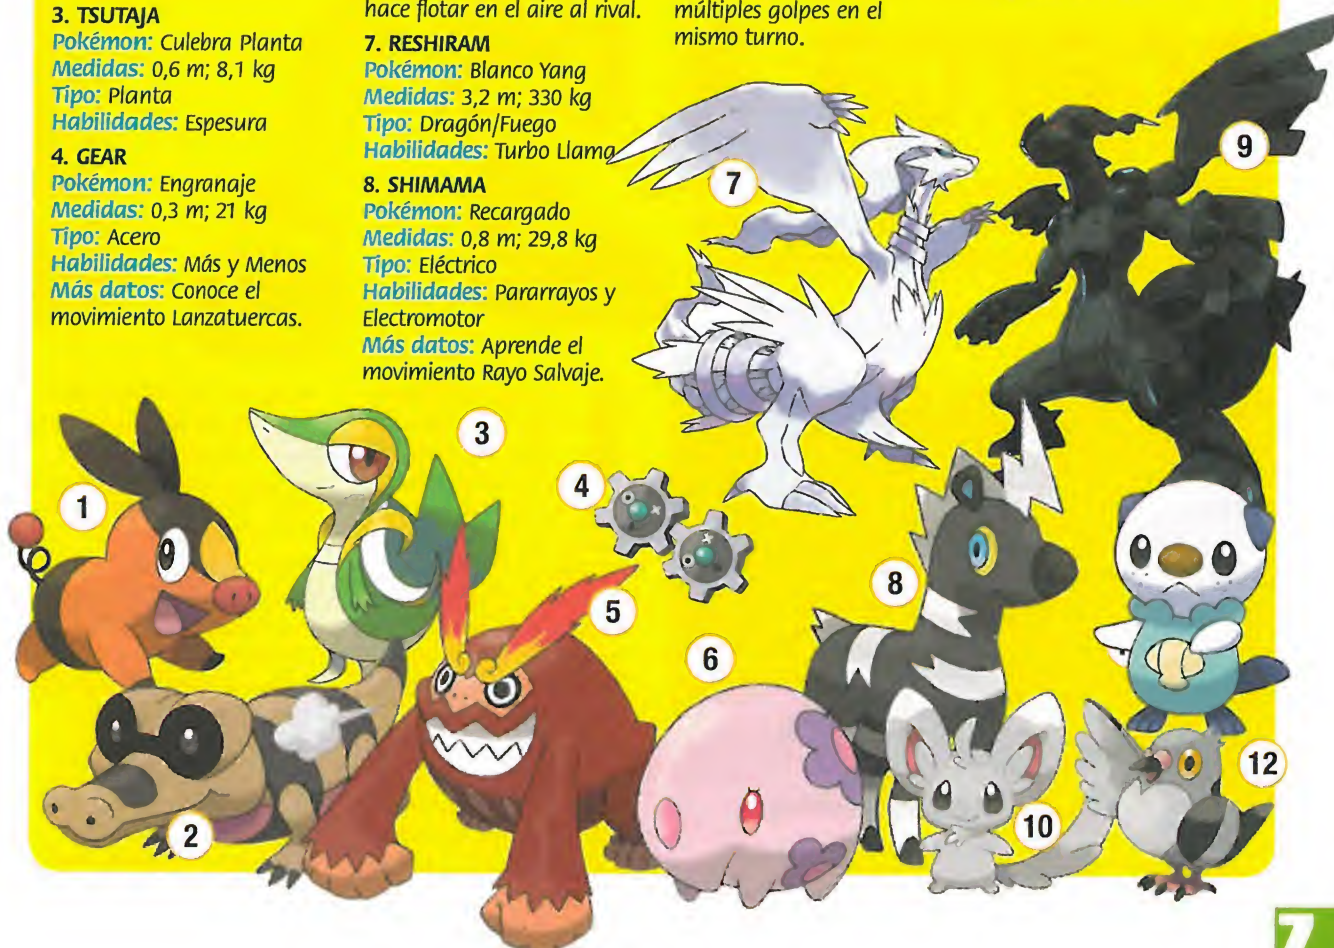 3. TSUTAJA
Pokémon: Culebra Planta
Medidas: 0,6 m; 8,1 kg
Tipo: Planta
Habilidades: Espesura
4. GEAR
Pokémon: Engranaje
Medidas: 0,3 m; 21 kg
Tipo: Acero
Habilidades: Más y Menos
Más datos: Conoce el
movimiento Lanzatuercas.
hace flotar en el aire al rival.
7. RESHIRAM
Pokémon: Blanco Yang
Medidas: 3,2 m; 330 kg
Tipo: Dragón/Fuego
Habilidades: Turbo Llama
8. SHIMAMA
Pokémon: Recargado
Medidas: 0,8 m; 29,8 kg
Tipo: Eléctrico
Habilidades: Pararrayos y
Electromotor
Más datos: Aprende el
movimiento Rayo Salvaje.
múltiples golpes en el
mismo turno.
7
9
3
4
1
8
5
6
12
10
2
7